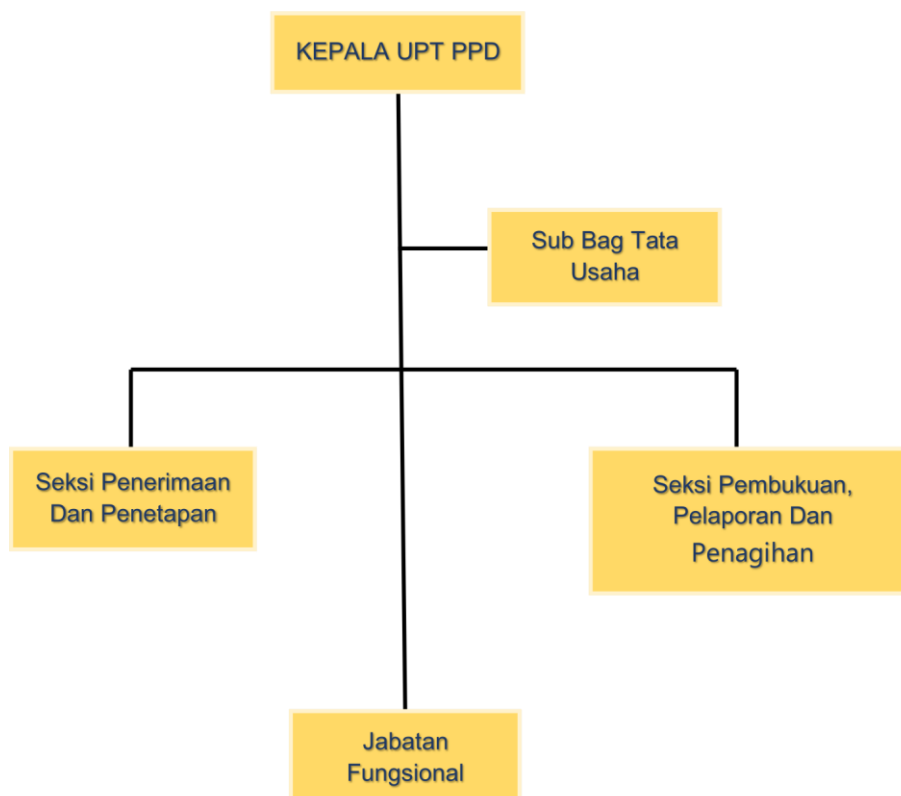 KEPALA UPT PPD
Sub Bag Tata
Usaha
Seksi Penerimaan
Dan Penetapan
Seksi Pembukuan,
Pelaporan Dan
Penagihan
Jabatan
Fungsional